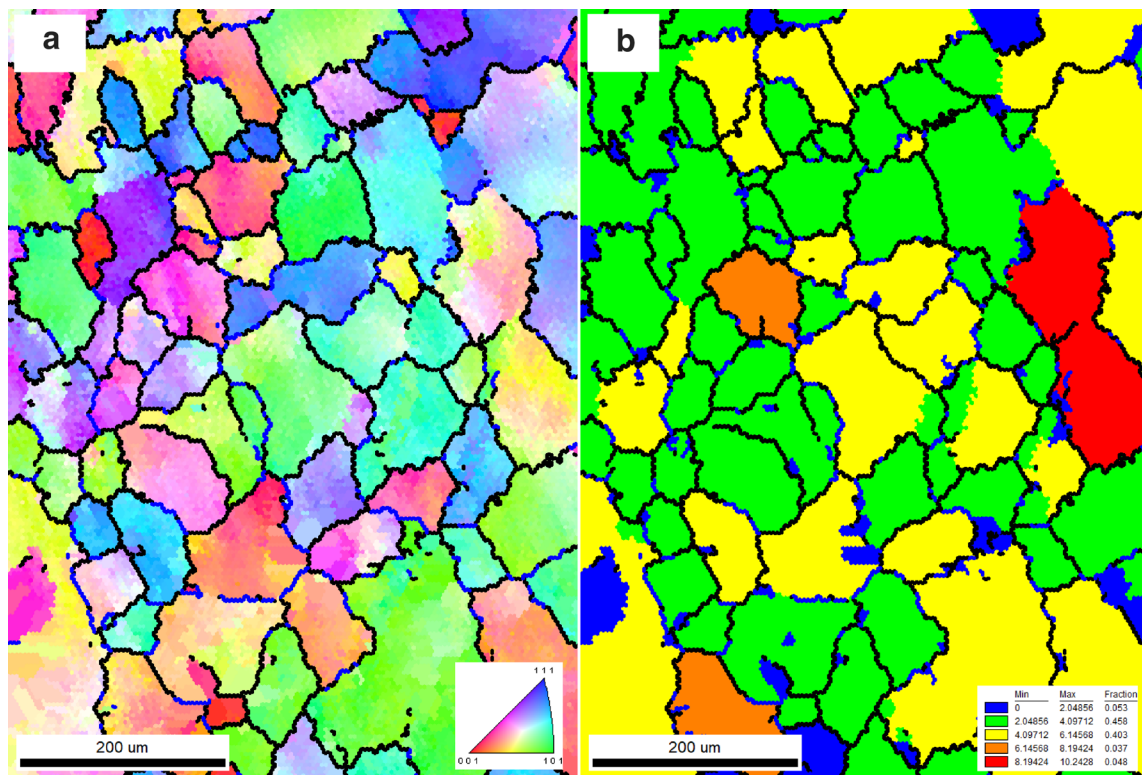 a
b
1 1 1
0 0 1 1 0 1
200 um
200 um
Min Max Fraction
0 2.04856 0.053
2.04856 4.09712 0.458
4.09712 6.14568 0.403
6.14568 8.19424 0.037
8.19424 10.2428 0.048